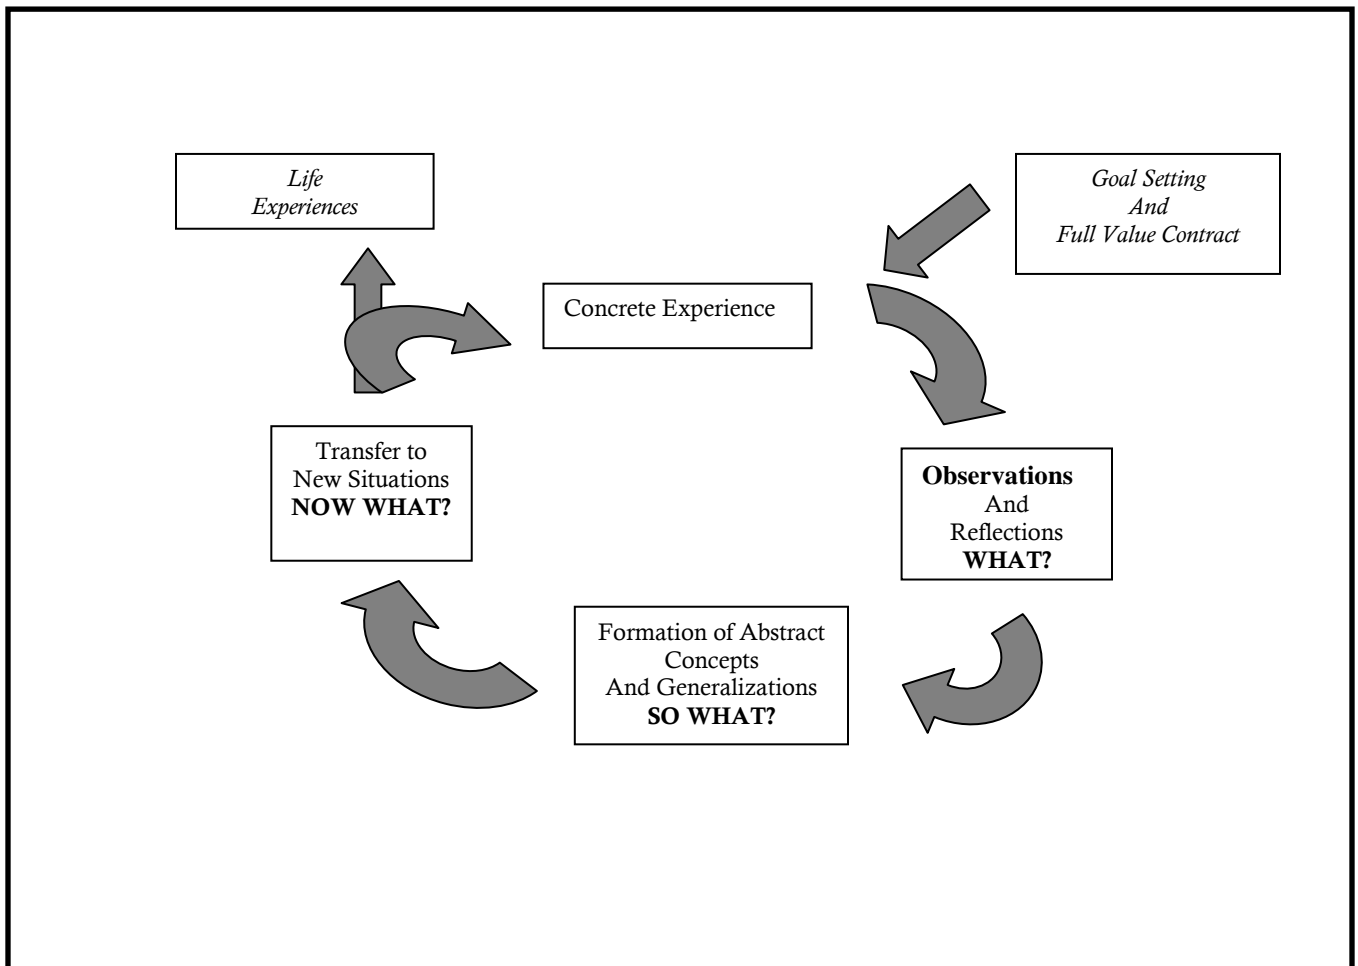 Life
Experiences
Goal Setting
And
Full Value Contract
Concrete Experience
Transfer to
New Situations
NOW WHAT?
Observations
And
Reflections
WHAT?
Formation of Abstract
Concepts
And Generalizations
SO WHAT?